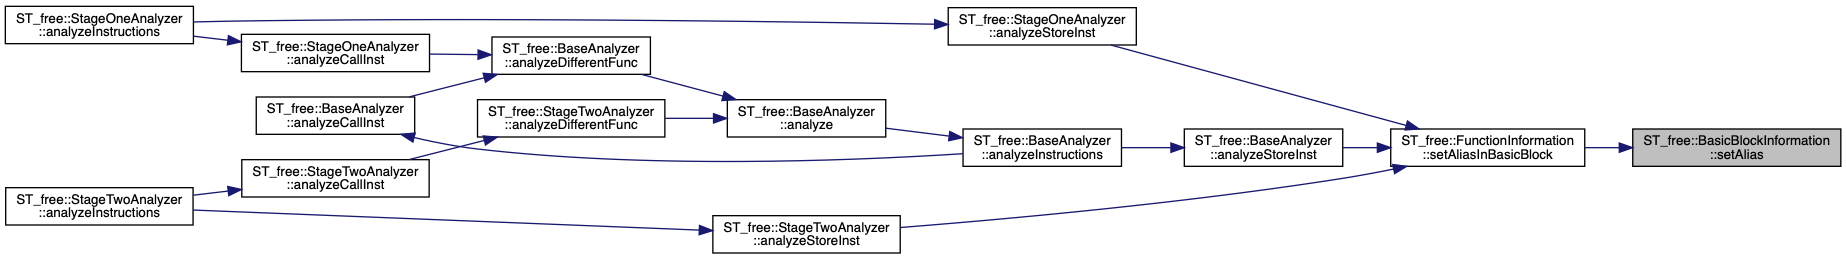 ST_free::StageOneAnalyzer
::analyzeInstructions
ST_free::StageOneAnalyzer
::analyzeStoreInst
ST_free::StageOneAnalyzer
::analyzeCallInst
ST_free::BaseAnalyzer
::analyzeDifferentFunc
ST_free::BaseAnalyzer
::analyzeCallInst
ST_free::StageTwoAnalyzer
::analyzeDifferentFunc
ST_free::BaseAnalyzer
::analyze
ST_free::BaseAnalyzer
::analyzeInstructions
ST_free::BaseAnalyzer
::analyzeStoreInst
ST_free::FunctionInformation
::setAliasInBasicBlock
ST_free::BasicBlockInformation
::setAlias
ST_free::StageTwoAnalyzer
::analyzeCallInst
ST_free::StageTwoAnalyzer
::analyzeInstructions
ST_free::StageTwoAnalyzer
::analyzeStoreInst